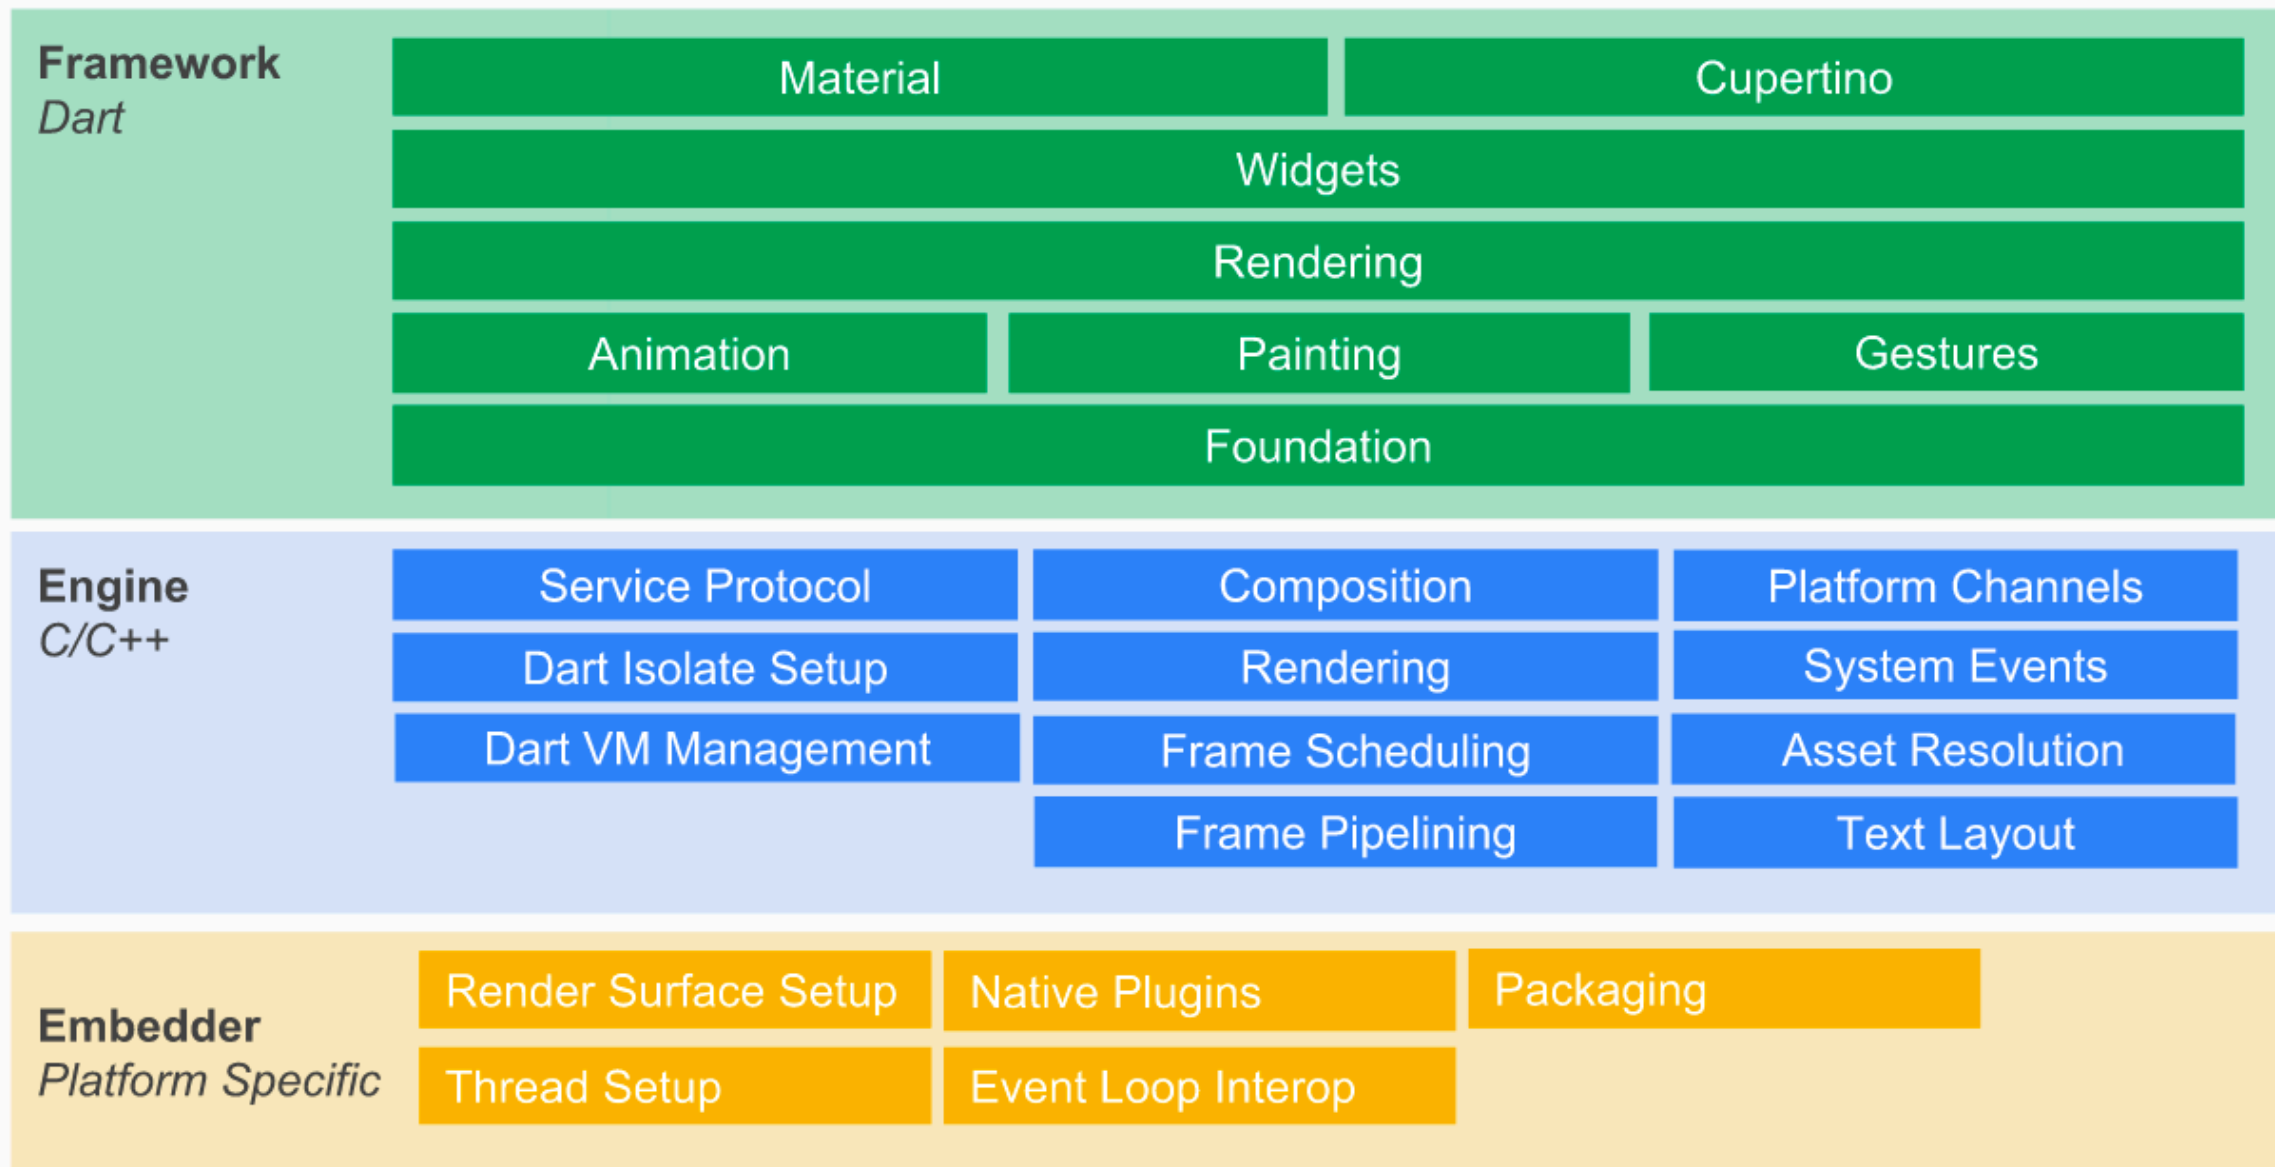 Framework
Dart
Material
Cupertino
Widgets
Rendering
Animation
Painting
Gestures
Foundation
Engine
C/C++
Service Protocol
Composition
Platform Channels
Dart Isolate Setup
Rendering
System Events
Dart VM Management
Frame Scheduling
Asset Resolution
Frame Pipelining
Text Layout
Embedder
Platform Specific
Render Surface Setup
Native Plugins
Packaging
Thread Setup
Event Loop Interop